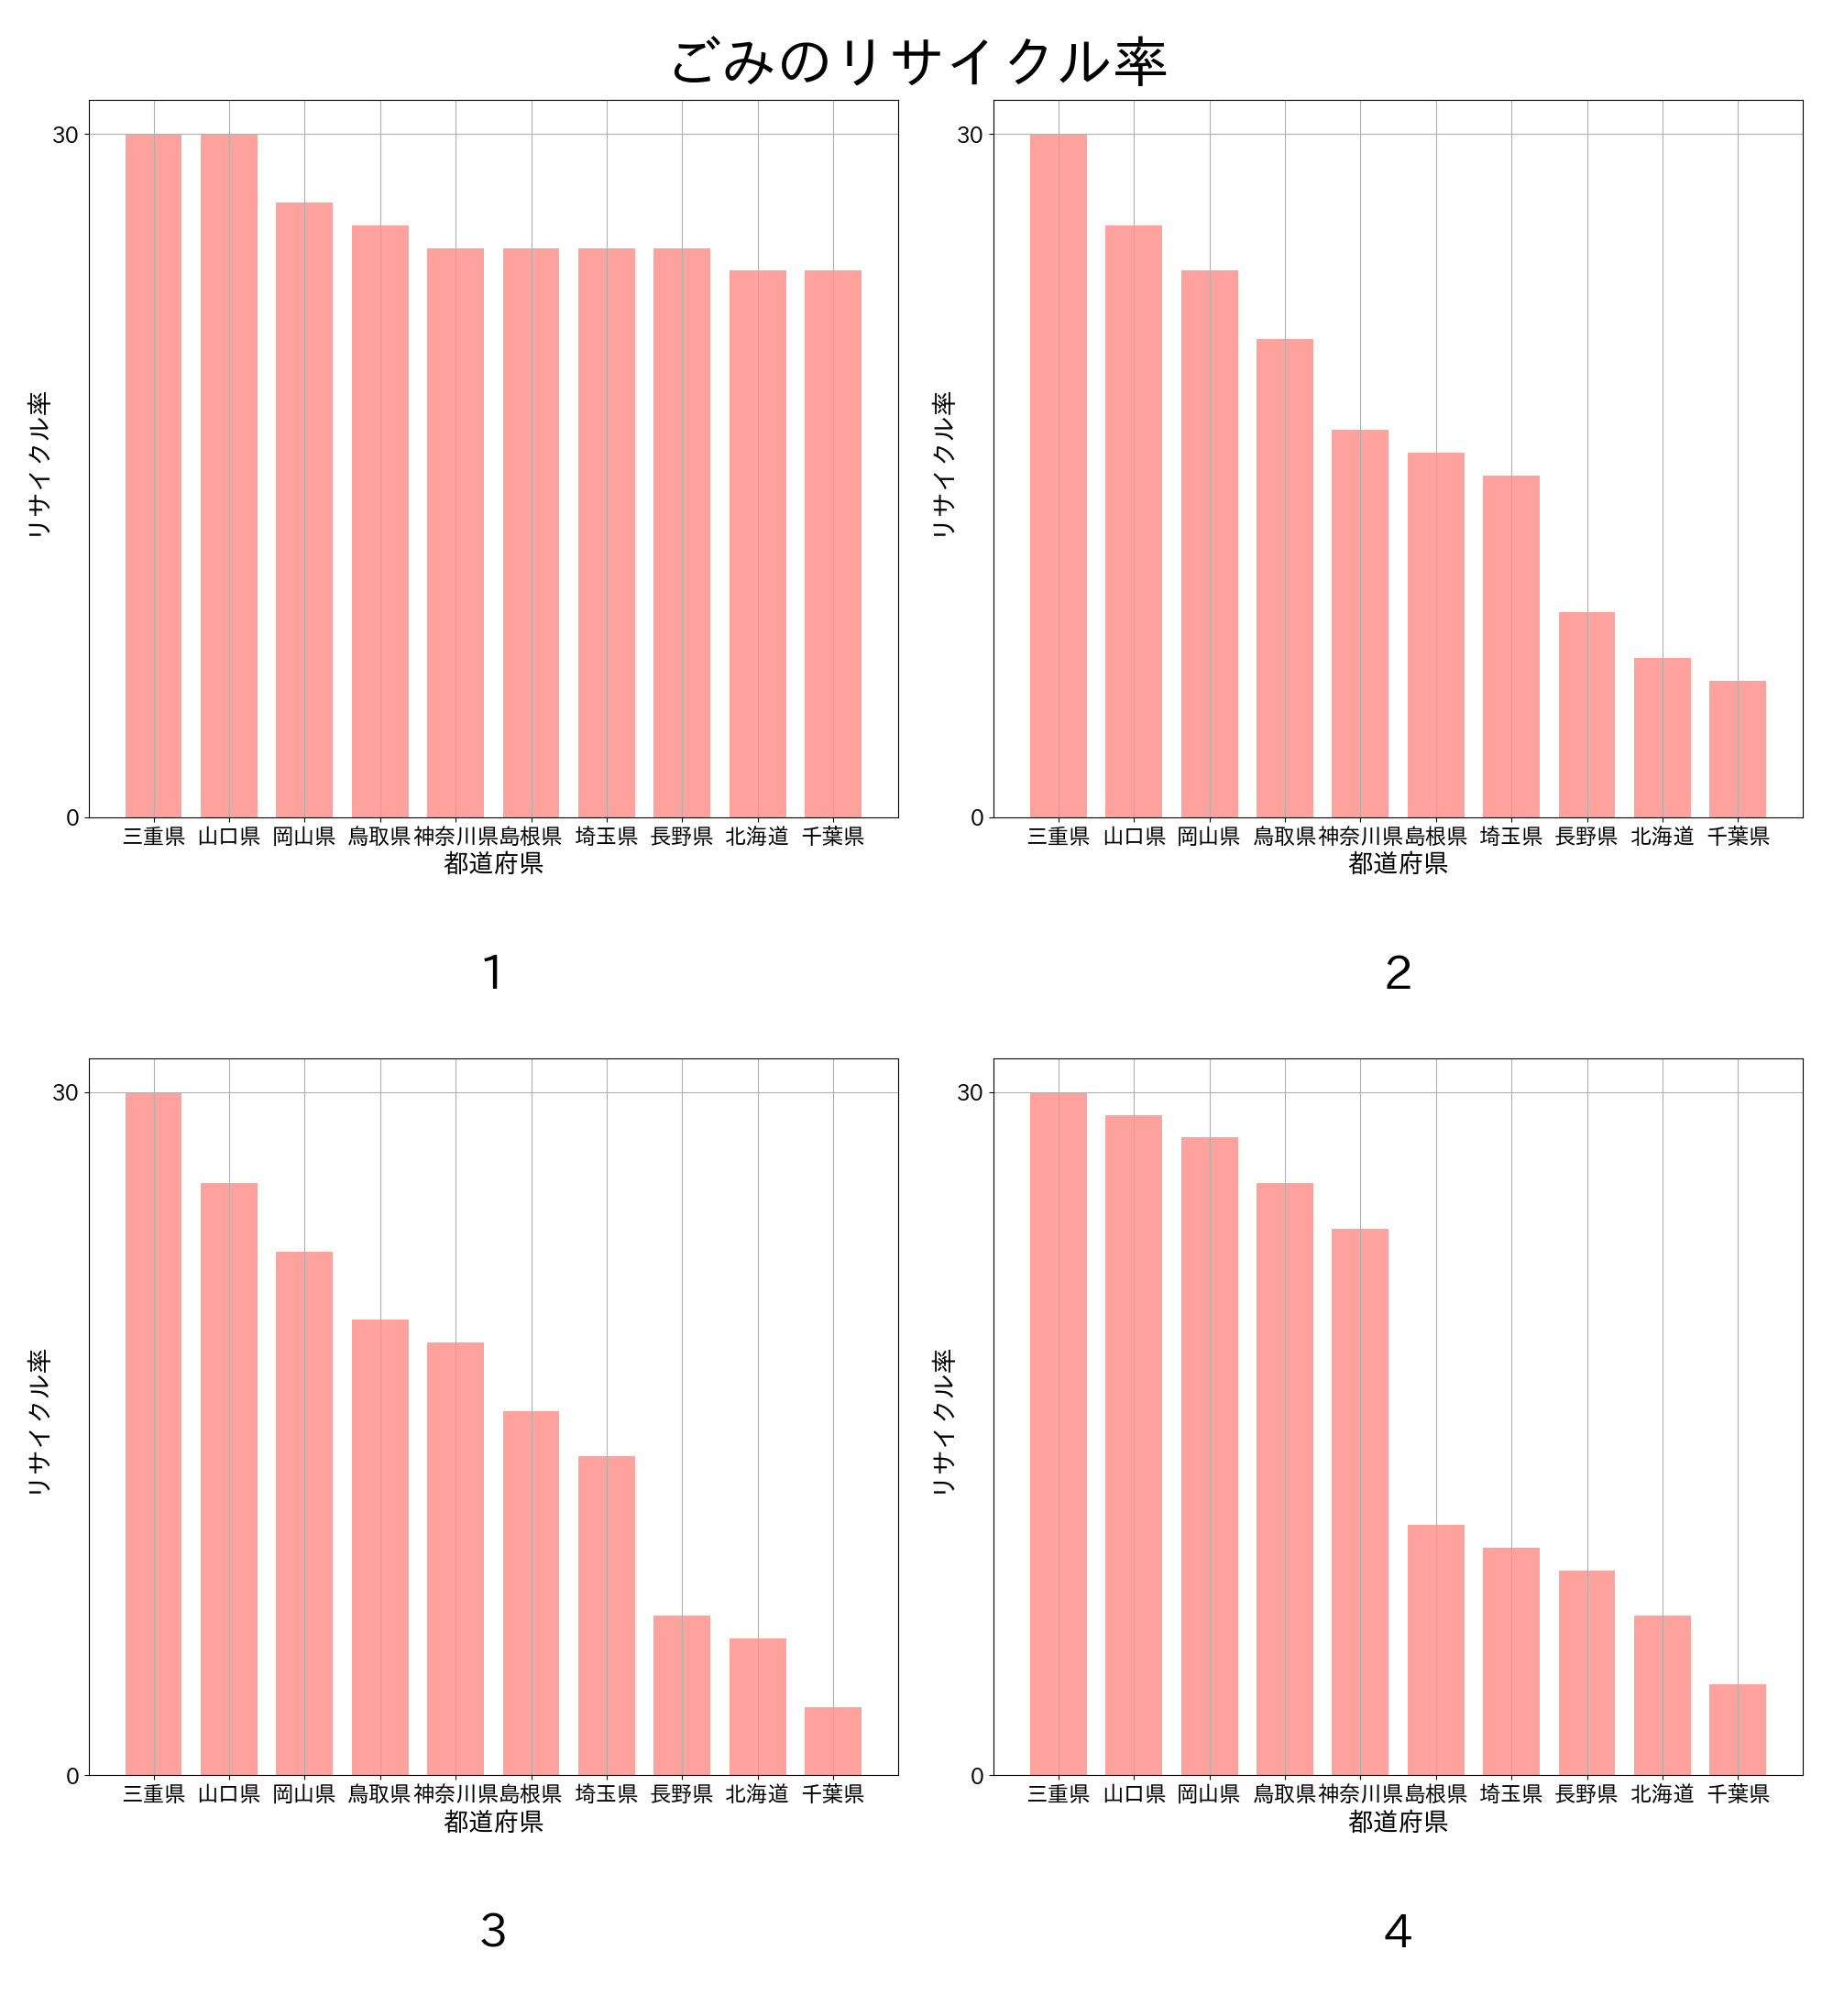 ごみのリサイクル率
30
0
リサイクル率
三重県 山口県 岡山県 鳥取県 神奈川県 島根県 埼玉県 長野県 北海道 千葉県
都道府県
1
30
0
リサイクル率
三重県 山口県 岡山県 鳥取県 神奈川県 島根県 埼玉県 長野県 北海道 千葉県
都道府県
2
30
0
リサイクル率
三重県 山口県 岡山県 鳥取県 神奈川県 島根県 埼玉県 長野県 北海道 千葉県
都道府県
3
30
0
リサイクル率
三重県 山口県 岡山県 鳥取県 神奈川県 島根県 埼玉県 長野県 北海道 千葉県
都道府県
4